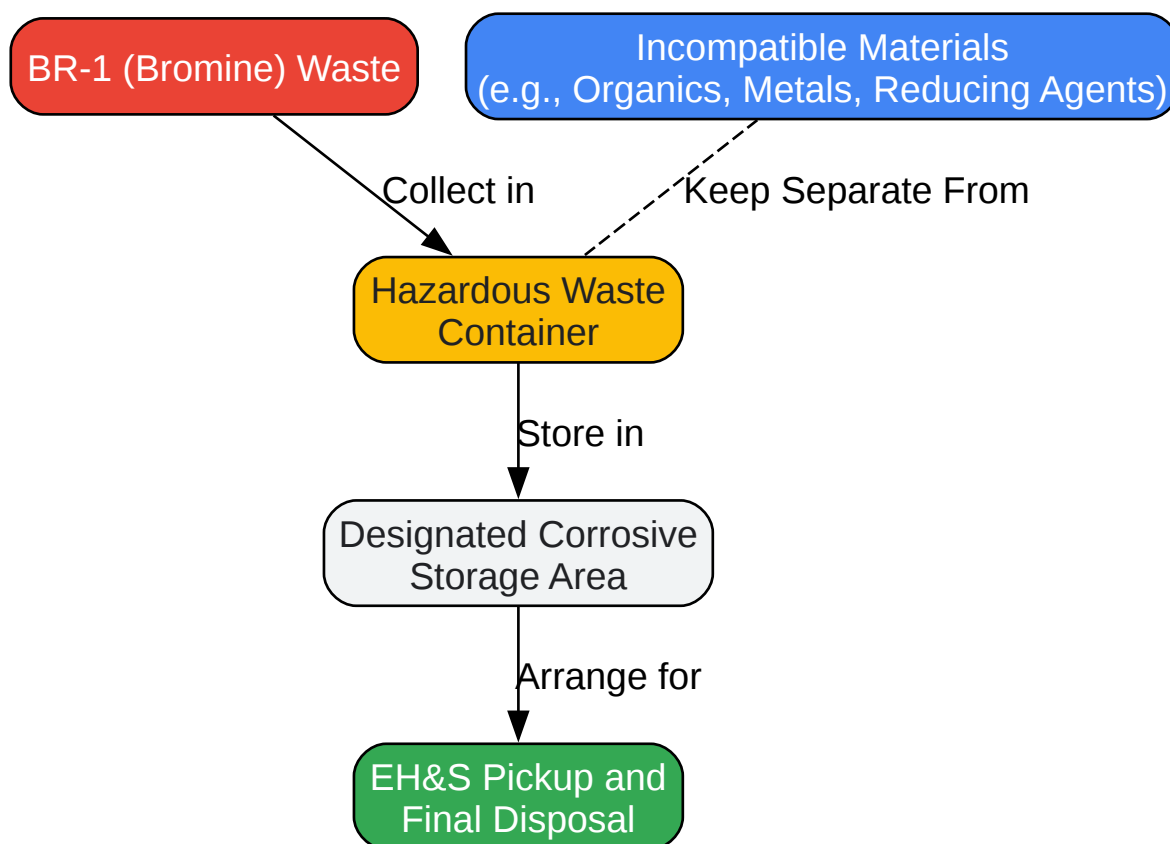 BR-1 (Bromine) Waste
Incompatible Materials
(e.g., Organics, Metals, Reducing Agents)
Collect in
Keep Separate From
Hazardous Waste
Container
Store in
Designated Corrosive
Storage Area
Arrange for
EH&S Pickup and
Final Disposal